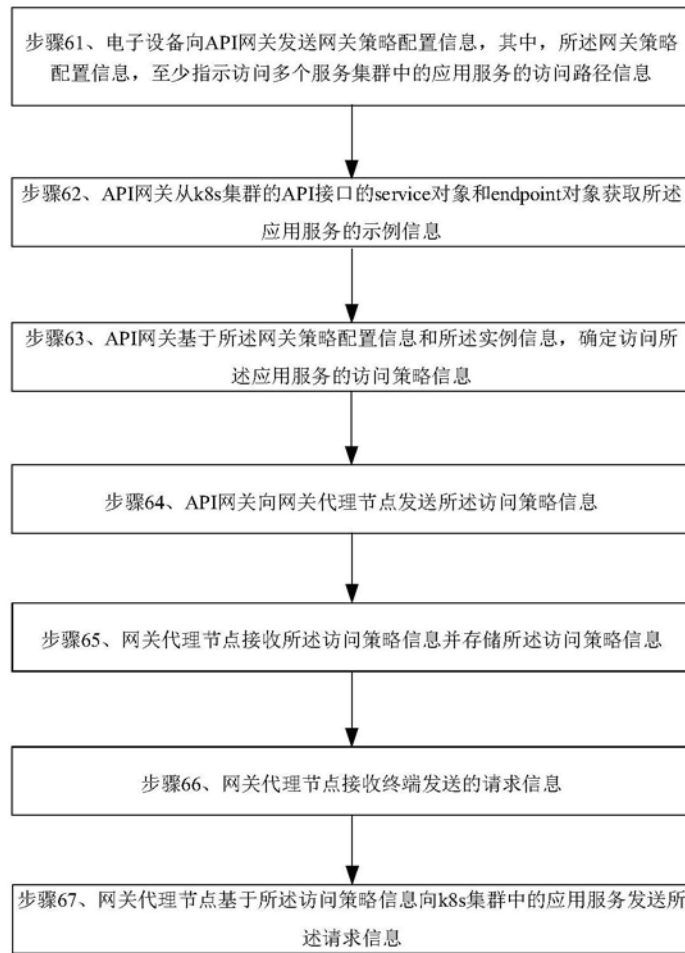 步骤61、电子设备向API网关发送网关策略配置信息，其中，所述网关策略
配置信息，至少指示访问多个服务集群中的应用服务的访问路径信息
步骤62、API网关从k8s集群的API接口的service对象和endpoint对象获取所述
应用服务的示例信息
步骤63、API网关基于所述网关策略配置信息和所述实例信息，确定访问所
述应用服务的访问策略信息
步骤64、API网关向网关代理节点发送所述访问策略信息
步骤65、网关代理节点接收所述访问策略信息并存储所述访问策略信息
步骤66、网关代理节点接收终端发送的请求信息
步骤67、网关代理节点基于所述访问策略信息向k8s集群中的应用服务发送所
述请求信息